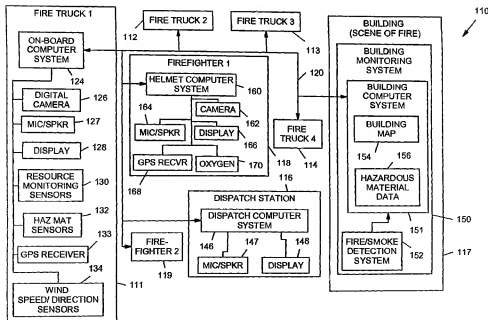 FIRE TRUCK 1
ON-BOARD COMPUTER
SYSTEM
124
DIGITAL
CAMERA
126
MIC/SPKR
127
DISPLAY
128
RESOURCE
MONITORING
SENSORS
130
HAZ MAT
SENSORS
132
GPS RECEIVER
133
134
WIND
SPEED/ DIRECTION
SENSORS
111
FIRE TRUCK 2
112
FIRE TRUCK 3
113
120
FIREFIGHTER 1
HELMET COMPUTER
SYSTEM
160
CAMERA
162
164
MIC/SPKR
DISPLAY
166
GPS RECVR
168
OXYGEN
170
118
FIRE
TRUCK 4
114
116
DISPATCH STATION
DISPATCH COMPUTER
SYSTEM
146
147
148
MIC/SPKR
DISPLAY
FIRE-
FIGHTER 2
119
110
BUILDING
(SCENE OF FIRE)
BUILDING
MONITORING
SYSTEM
BUILDING
COMPUTER
SYSTEM
BUILDING
MAP
154
156
HAZARDOUS
MATERIAL
DATA
151
150
FIRE/SMOKE
DETECTION
SYSTEM
152
117